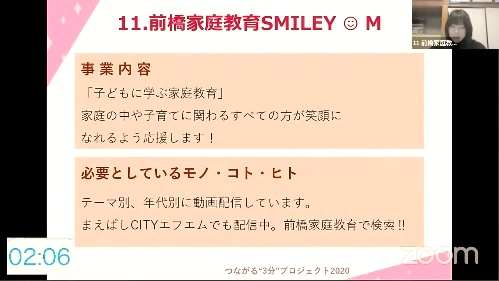 11.前橋家庭教育SMILEY ☺ M
11 前橋家庭教...
事業内容
「子どもに学ぶ家庭教育」
家庭の中や子育てに関わるすべての方が笑顔に
なれるよう応援します！
必要としているモノ・コト・ヒト
テーマ別、年代別に動画配信しています。
まえばしCITYエフエムでも配信中。前橋家庭教育で検索‼
02:06
zoom
つながる“3分”プロジェクト2020